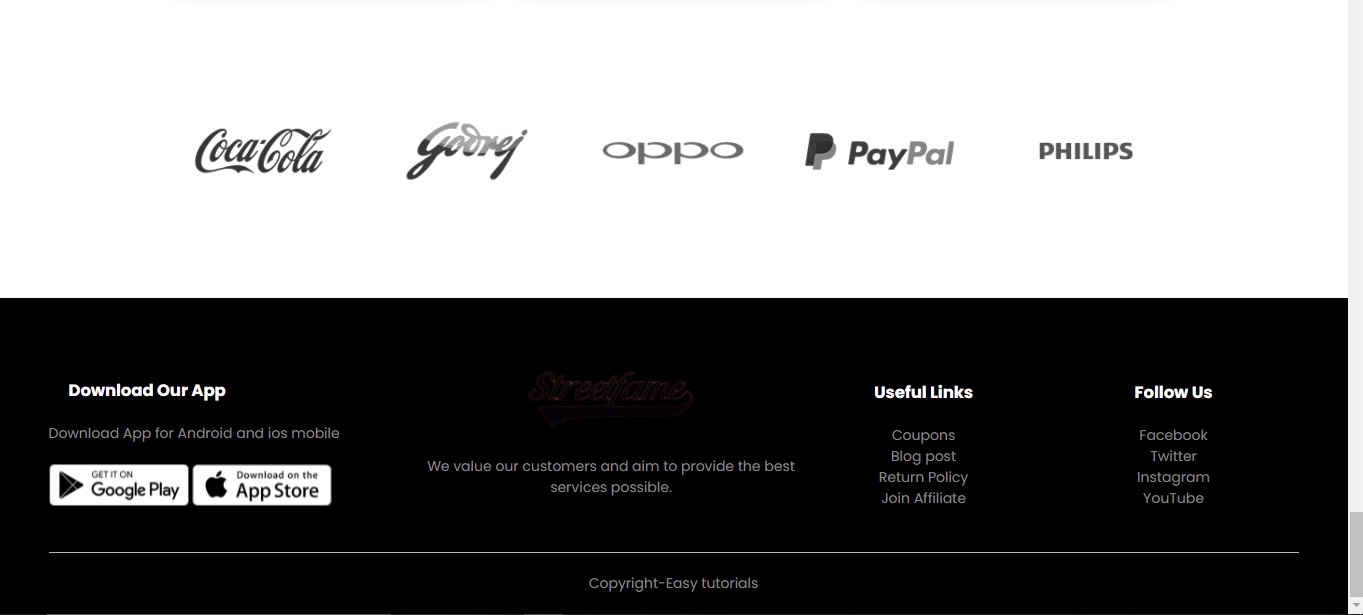 Coca-Cola
Godrej
oppo
PayPal
PHILIPS
Download Our App
Download App for Android and ios mobile
GET IT ON
Google Play
Download on the
App Store
Streetfame
We value our customers and aim to provide the best
services possible.
Useful Links
Coupons
Blog post
Return Policy
Join Affiliate
Follow Us
Facebook
Twitter
Instagram
YouTube
Copyright-Easy tutorials